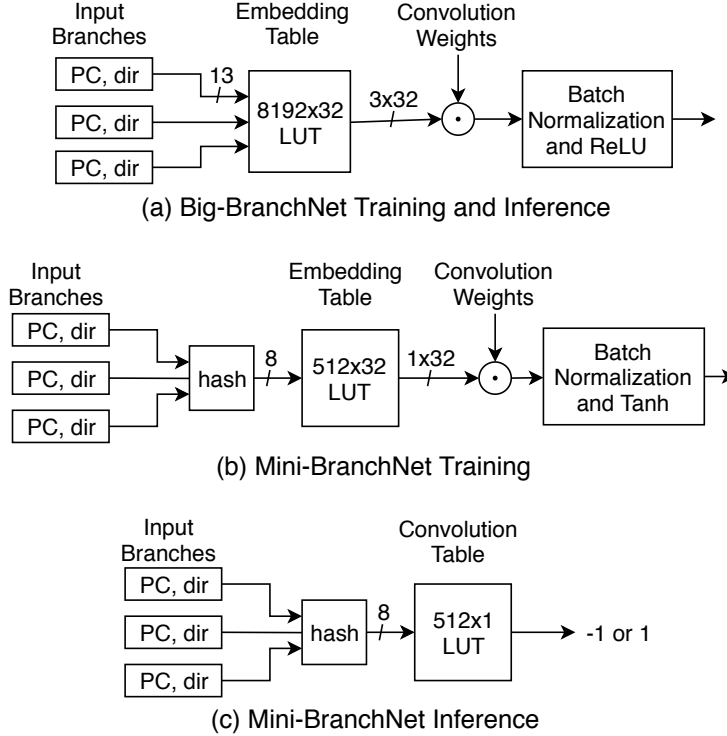 Input
Branches
Embedding
Table
Convolution
Weights
PC, dir
PC, dir
PC, dir
13
8192x32
LUT
3x32
Batch
Normalization
and ReLU
(a) Big-BranchNet Training and Inference
Input
Branches
Embedding
Table
Convolution
Weights
PC, dir
PC, dir
PC, dir
hash
8
512x32
LUT
1x32
Batch
Normalization
and Tanh
(b) Mini-BranchNet Training
Input
Branches
Convolution
Table
PC, dir
PC, dir
PC, dir
hash
8
512x1
LUT
-1 or 1
(c) Mini-BranchNet Inference